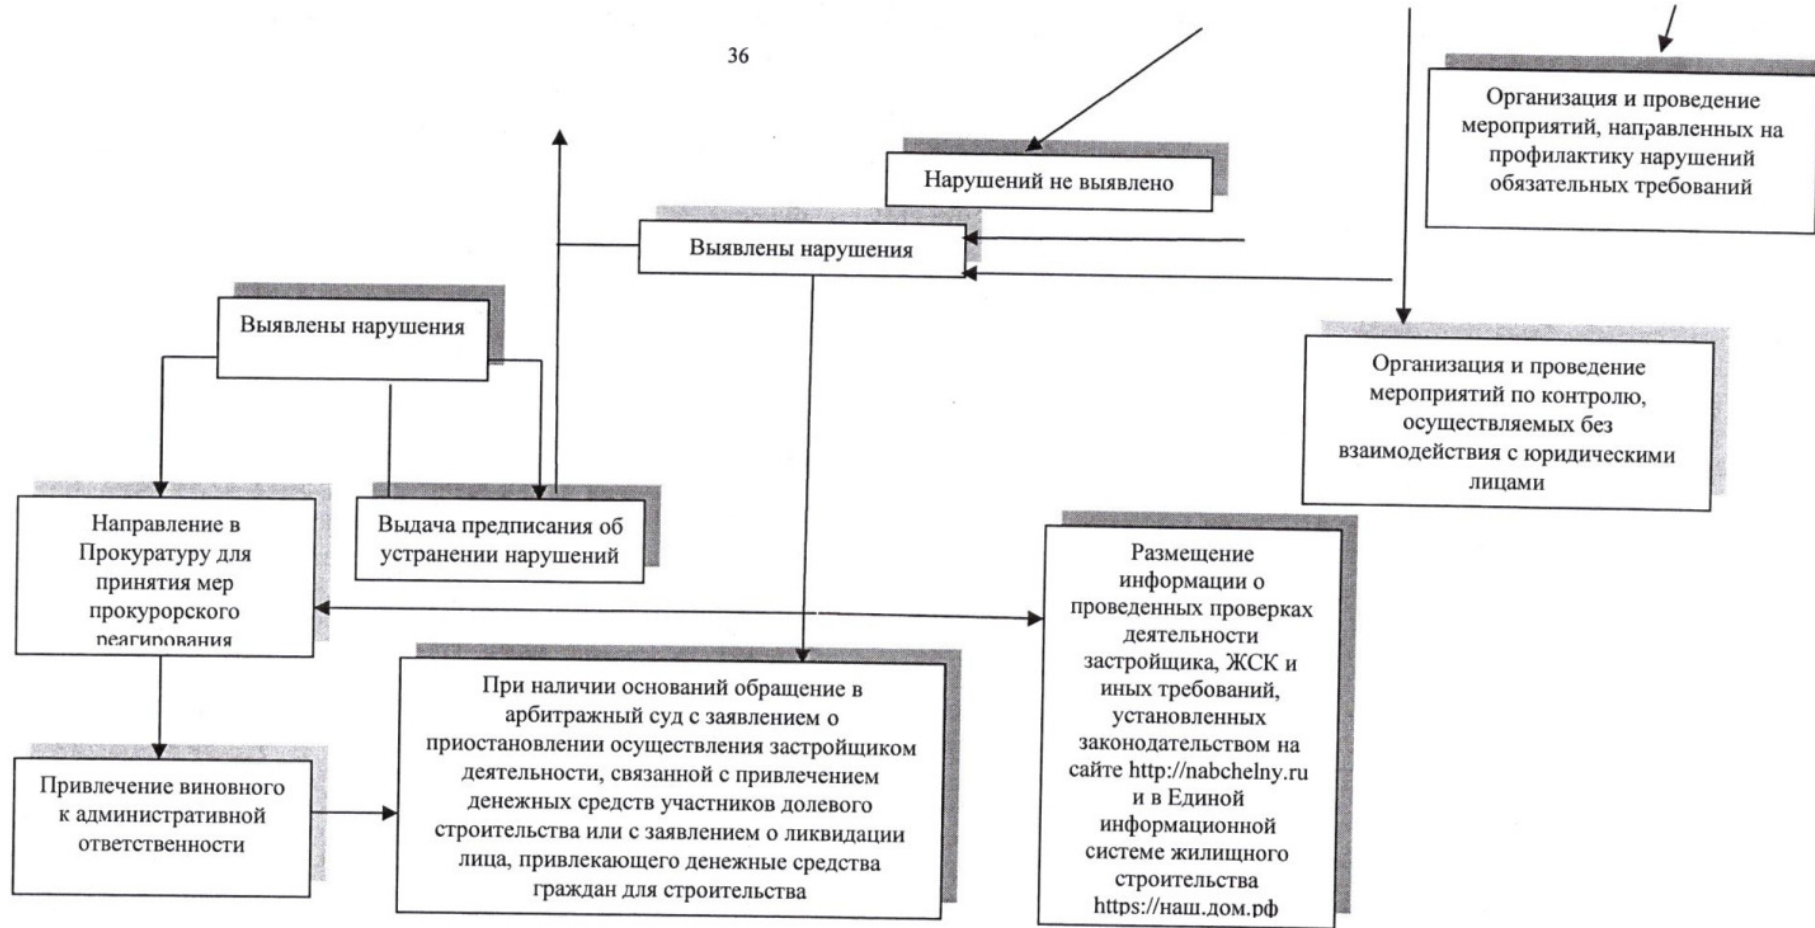 36
Организация и проведение
мероприятий, направленных на
профилактику нарушений
обязательных требований
Нарушений не выявлено
Выявлены нарушения
Выявлены нарушения
Организация и проведение
мероприятий по контролю,
осуществляемых без
взаимодействия с юридическими
лицами
Направление в
Прокуратуру для
принятия мер
прокурорского
реагирования
Выдача предписания об
устранении нарушений
Размещение
информации о
проведенных проверках
деятельности
застройщика, ЖСК и
иных требований,
установленных
законодательством на
сайте http://nabchelny.ru
и в Единой
информационной
системе жилищного
строительства
https://наш.дом.рф
При наличии оснований обращение в
арбитражный суд с заявлением о
приостановлении осуществления застройщиком
деятельности, связанной с привлечением
денежных средств участников долевого
строительства или с заявлением о ликвидации
лица, привлекающего денежные средства
граждан для строительства
Привлечение виновного
к административной
ответственности